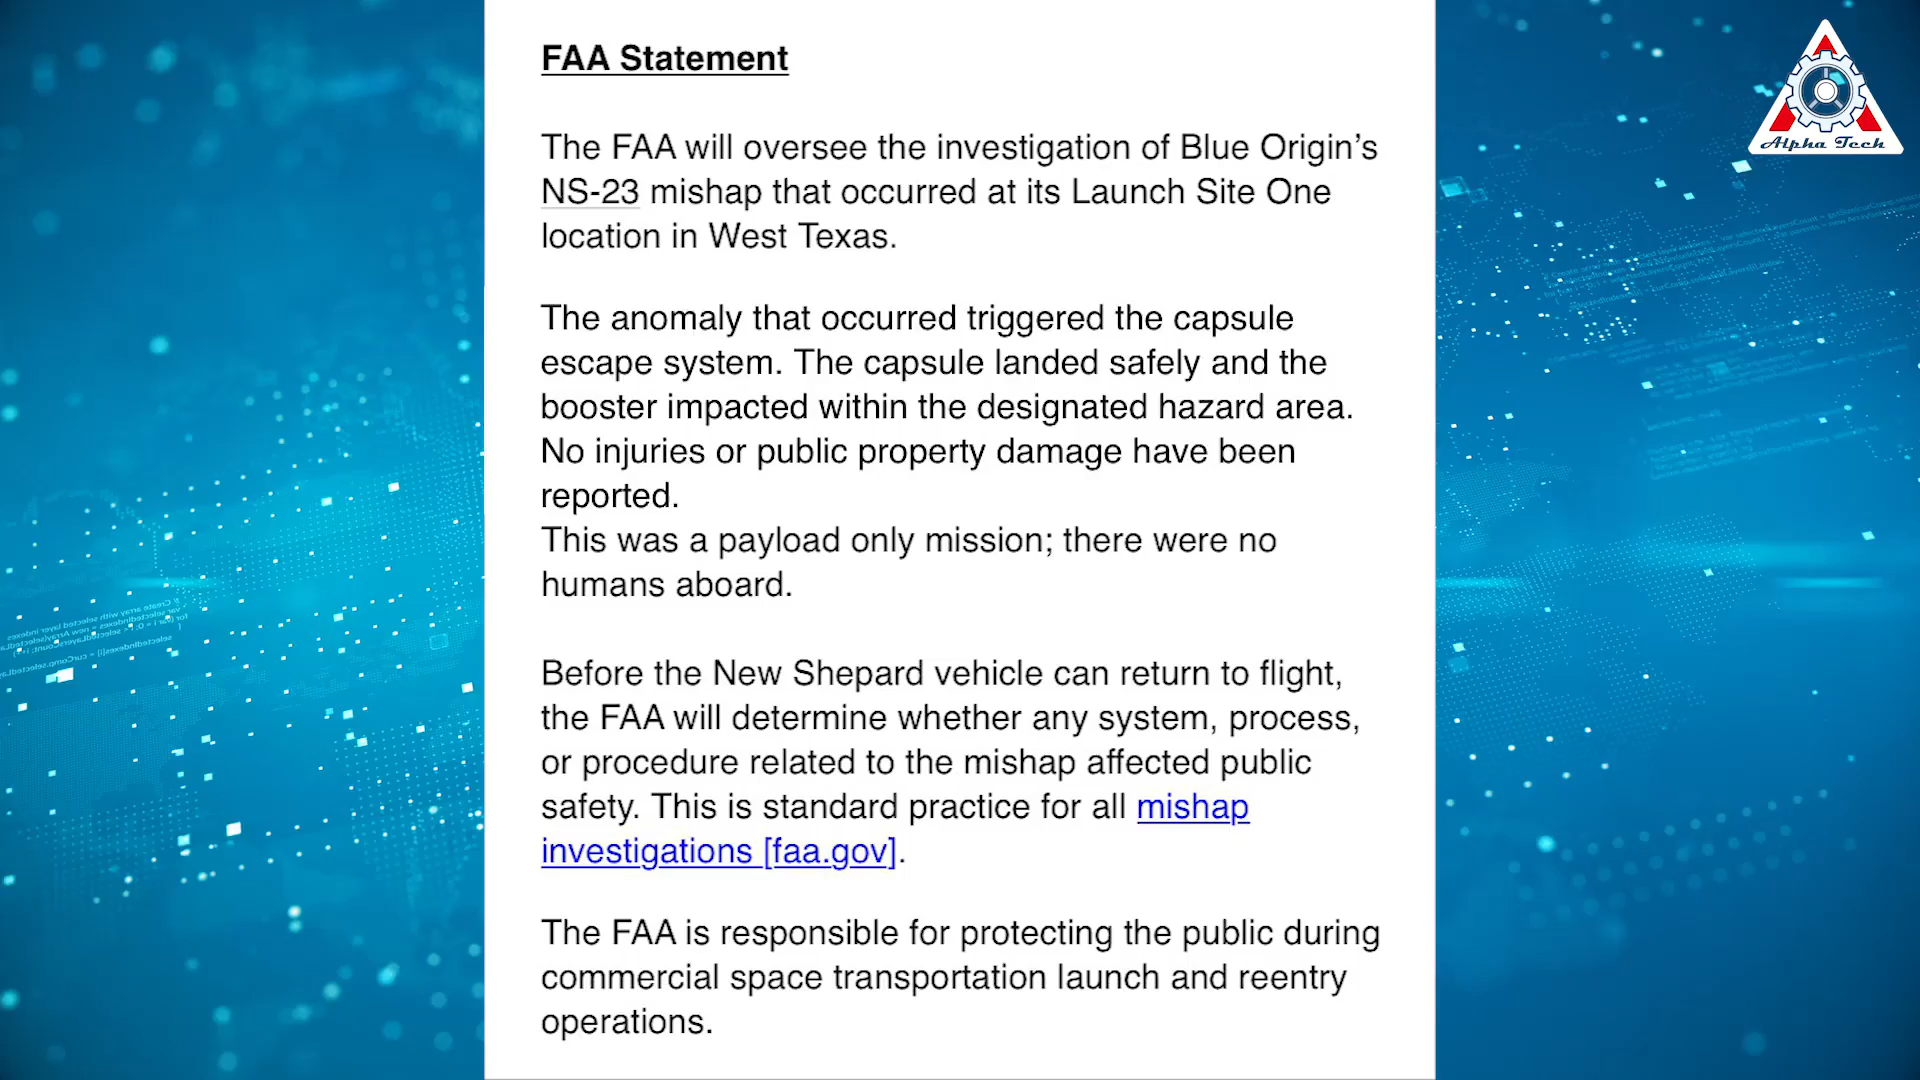 FAA Statement
The FAA will oversee the investigation of Blue Origin’s
NS-23 mishap that occurred at its Launch Site One
location in West Texas.
The anomaly that occurred triggered the capsule
escape system. The capsule landed safely and the
booster impacted within the designated hazard area.
No injuries or public property damage have been
reported.
This was a payload only mission; there were no
humans aboard.
Before the New Shepard vehicle can return to flight,
the FAA will determine whether any system, process,
or procedure related to the mishap affected public
safety. This is standard practice for all mishap
investigations [faa.gov].
The FAA is responsible for protecting the public during
commercial space transportation launch and reentry
operations.
Alpha Tech